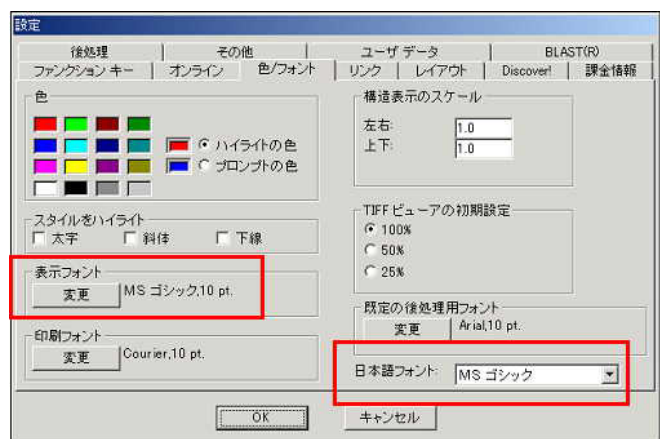 設定
後処理 その他 ユーザ データ BLAST(R)
ファンクション キー オンライン 色/フォント リンク レイアウト Discover! 課金情報
色
ハイライトの色
プロンプトの色
スタイルをハイライト
太字 斜体 下線
表示フォント
変更 MS ゴシック,10 pt.
印刷フォント
変更 Courier,10 pt.
構造表示のスケール
左右: 1.0
上下: 1.0
TIFF ビューアの初期設定
100%
50%
25%
既定の後処理用フォント
変更 Arial,10 pt.
日本語フォント: MS ゴシック
OK キャンセル